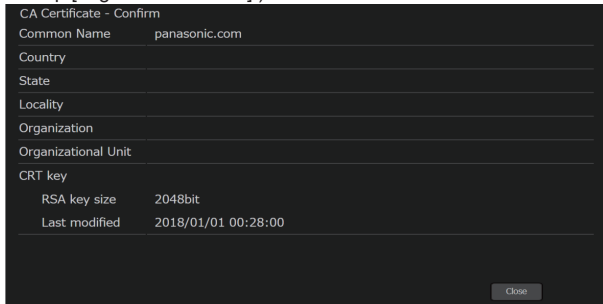 CA Certificate - Confirm
Common Name panasonic.com
Country
State
Locality
Organization
Organizational Unit
CRT key
RSA key size 2048bit
Last modified 2018/01/01 00:28:00
Close